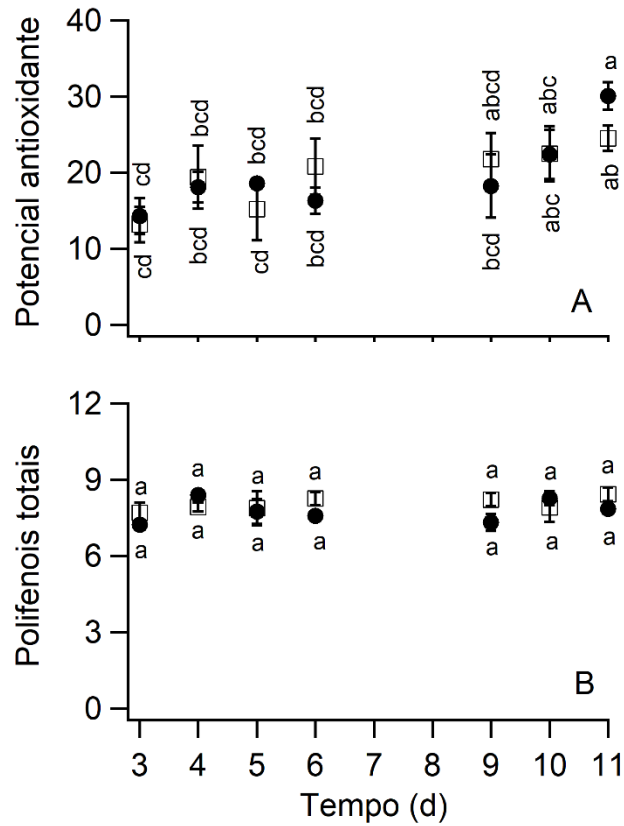 Potencial antioxidante
40
30
20
10
0
cd
bcd
bcd
bcd
abcd
abc
a
cd
bcd
cd
bcd
bcd
abc
ab
A
Polifenois totais
12
9
6
3
0
a
a
a
a
a
a
a
a
a
a
a
a
a
a
B
3 4 5 6 7 8 9 10 11
Tempo (d)